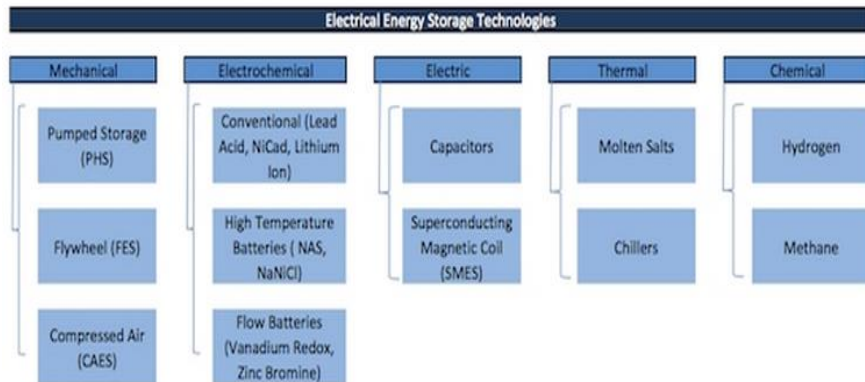 Electrical Energy Storage Technologies
Mechanical
Electrochemical
Electric
Thermal
Chemical
Pumped Storage
(PHS)
Conventional (Lead
Acid, NiCad, Lithium
Ion)
Capacitors
Molten Salts
Hydrogen
Flywheel (FES)
High Temperature
Batteries ( NAS,
NaNiCl)
Superconducting
Magnetic Coil
(SMES)
Chillers
Methane
Compressed Air
(CAES)
Flow Batteries
(Vanadium Redox,
Zinc Bromine)